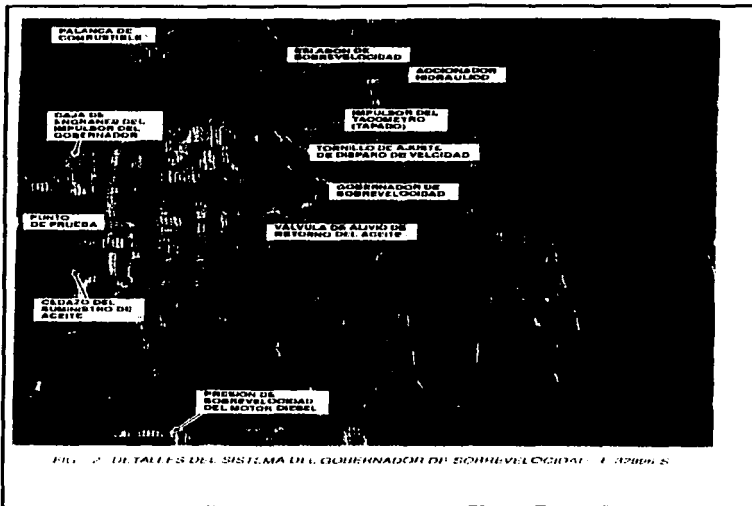 PALANCA DE
COMBUSTIBLE
ESLABON DE
SOBREVELOCIDAD
ACCIONADOR
HIDRAULICO
CAJA DE
ENGRANES DEL
IMPULSOR DEL
GOBERNADOR
IMPULSOR DEL
TACOMETRO
(TAPADO)
TORNILLO DE AJUSTE
DE DISPARO DE VELCIDAD
GOBERNADOR DE
SOBREVELOCIDAD
PUNTO
DE PRUEBA
VALVULA DE ALIVIO DE
RETORNO DEL ACEITE
CEDAZO DEL
SUMINISTRO DE
ACEITE
PRESION DE
SOBREVELOCIDAD
DEL MOTOR DIESEL
FIG. 2 DETALLES DEL SISTEMA DEL GOBERNADOR DE SOBREVELOCIDAD